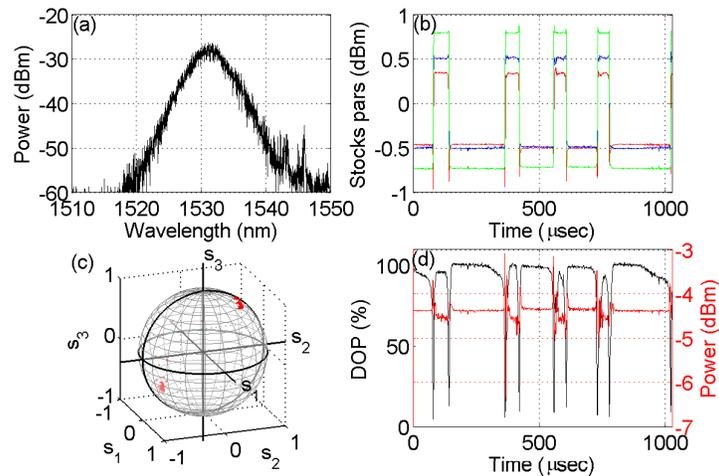 (a)
Power (dBm)
-20
-30
-40
-50
-60
1510 1520 1530 1540 1550
Wavelength (nm)
(b)
Stocks pars (dBm)
1
0.5
0
-0.5
-1
0 500 1000
Time (μsec)
(c)
s3
1
0
-1
s3
s2
s1
-1
0
1
s1
-1
0
1
s2
(d)
DOP (%)
100
50
0
0 500 1000
Time (μsec)
-3
-4
-5
-6
-7
Power (dBm)